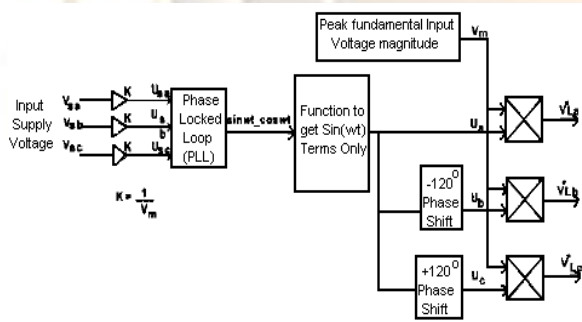 Peak fundamental Input
Voltage magnitude
Vm
Input
Supply
Voltage
Vsa
K
Usa
Vsb
K
Us
b
Vsc
K
Usc
Phase
Locked
Loop
(PLL)
sinwt_coswt
Function to
get Sin(wt)
Terms Only
Ua
V*La
K = 1
Vm
-120°
Phase
Shift
Ub
V*Lb
+120°
Phase
Shift
Uc
V*Lc